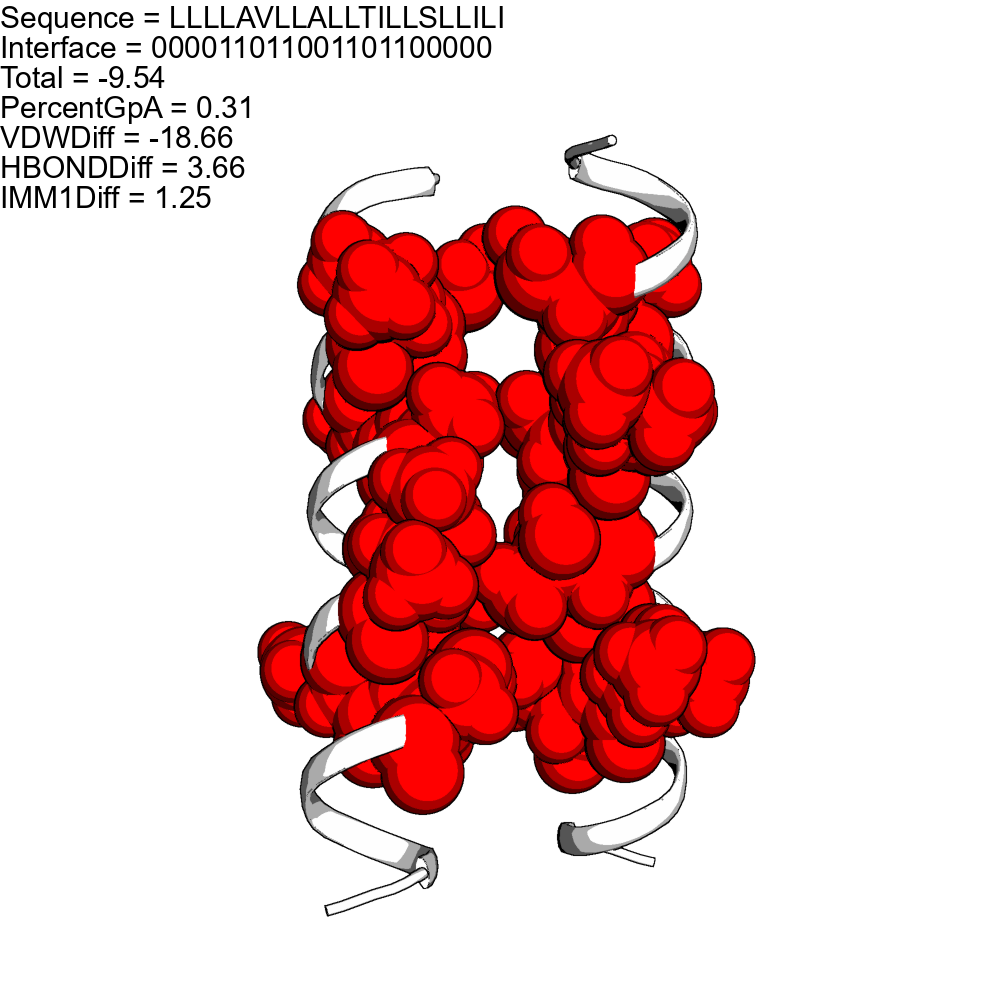 Sequence = LLLLAVLLALLTILLSLLILI
Interface = 000011011001101100000
Total = -9.54
PercentGpA = 0.31
VDWDiff = -18.66
HBONDDiff = 3.66
IMM1Diff = 1.25